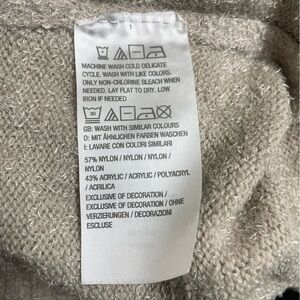 MACHINE WASH COLD DELICATE
CYCLE. WASH WITH LIKE COLORS.
ONLY NON-CHLORINE BLEACH WHEN
NEEDED. LAY FLAT TO DRY. LOW
IRON IF NEEDED
30
GB: WASH WITH SIMILAR COLOURS
D: MIT ÄHNLICHEN FARBEN WASCHEN
I: LAVARE CON COLORI SIMILARI
57% NYLON / NYLON / NYLON /
NYLON
43% ACRYLIC / ACRYLIC / POLYACRYL
/ ACRILICA
EXCLUSIVE OF DECORATION /
EXCLUSIVE OF DECORATION / OHNE
VERZIERUNGEN / DECORAZIONI
ESCLUSE